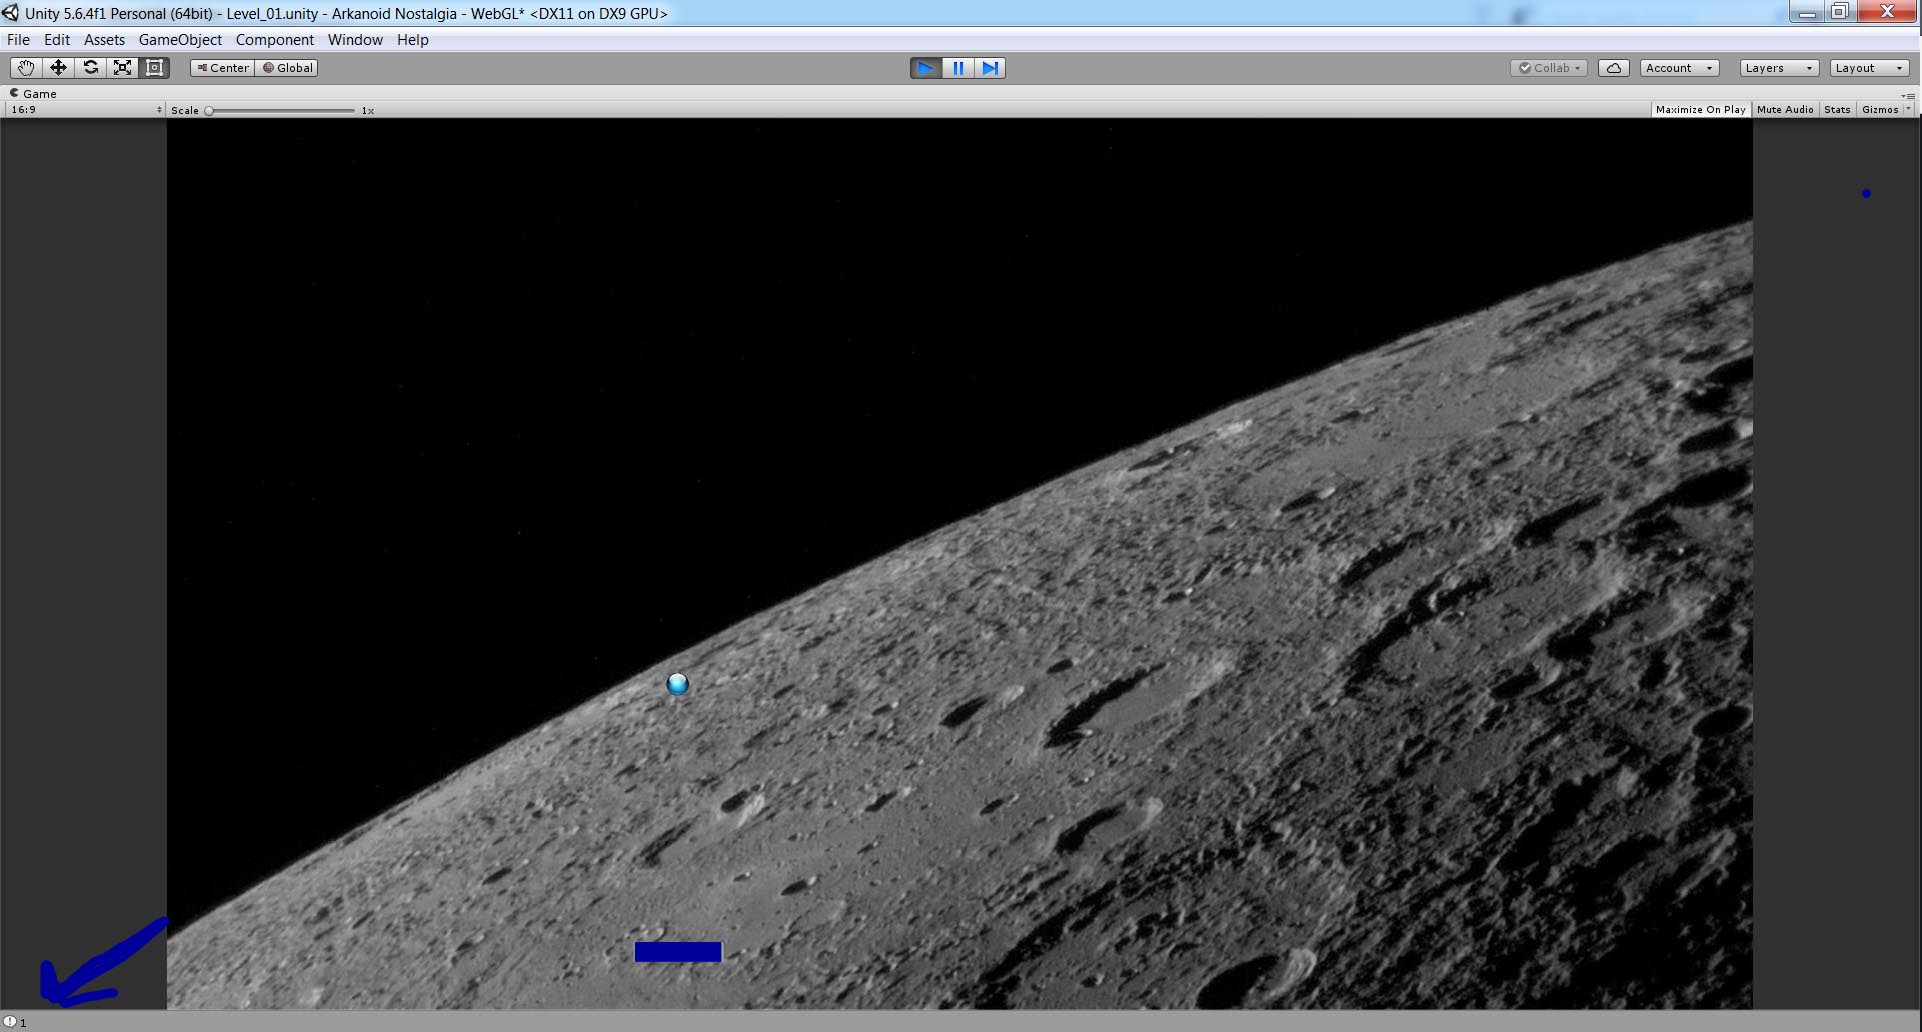 Unity 5.6.4f1 Personal (64bit) - Level_01.unity - Arkanoid Nostalgia - WebGL* <DX11 on DX9 GPU>
File Edit Assets GameObject Component Window Help
Center Global Collab Account Layers Layout
Game
16:9 Scale 1x Maximize On Play Mute Audio Stats Gizmos
1